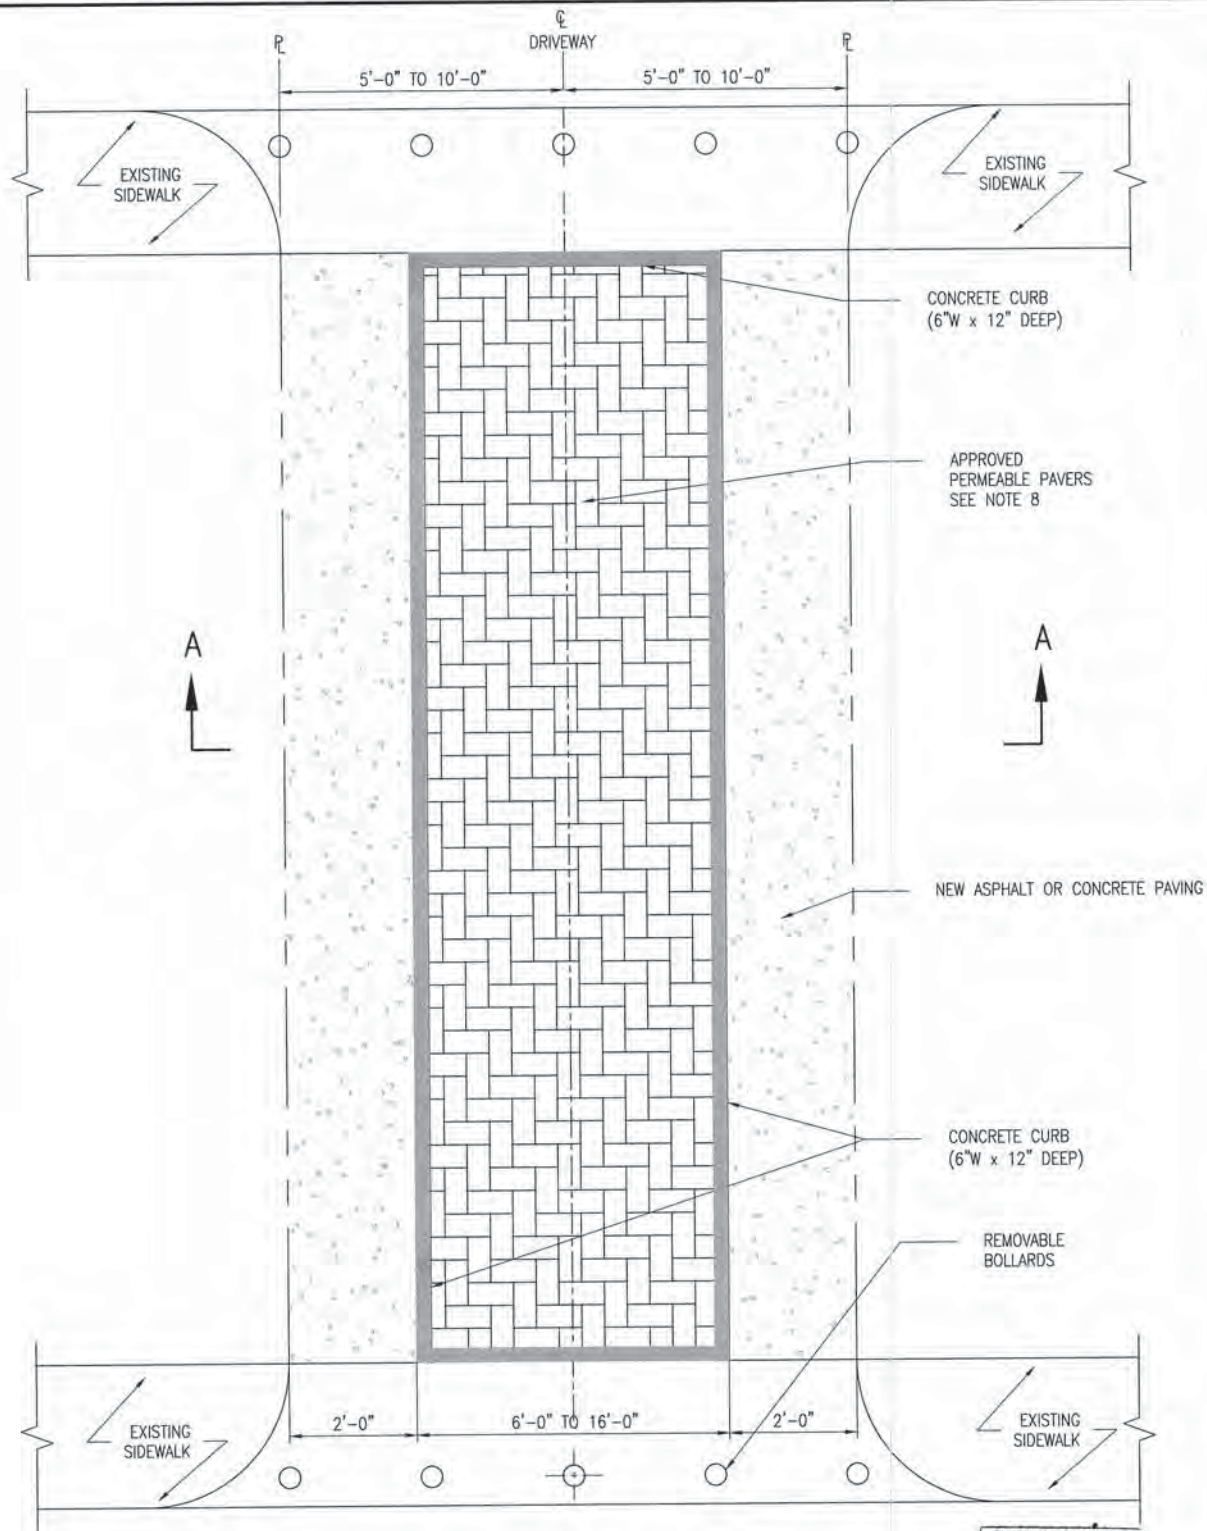 ℄
DRIVEWAY
℄
℄
5'-0" TO 10'-0"
5'-0" TO 10'-0"
EXISTING
SIDEWALK
EXISTING
SIDEWALK
CONCRETE CURB
(6"W x 12" DEEP)
APPROVED
PERMEABLE PAVERS
SEE NOTE 8
A
A
NEW ASPHALT OR CONCRETE PAVING
CONCRETE CURB
(6"W x 12" DEEP)
REMOVABLE
BOLLARDS
2'-0"
6'-0" TO 16'-0"
2'-0"
EXISTING
SIDEWALK
EXISTING
SIDEWALK